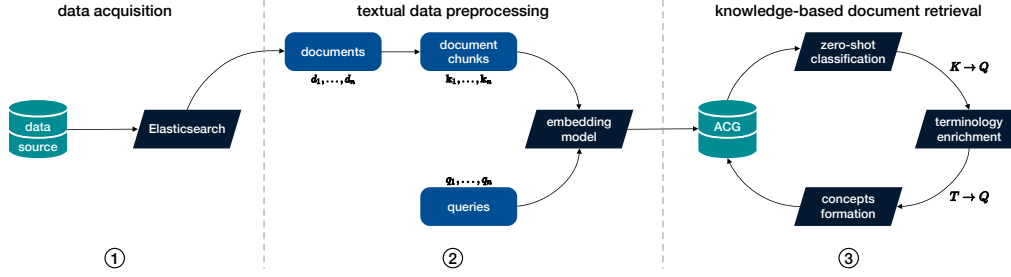 data acquisition
textual data preprocessing
knowledge-based document retrieval
data
source
Elasticsearch
documents
d₁, …, dₙ
document
chunks
k₁, …, kₙ
embedding
model
q₁, …, qₙ
queries
ACG
zero-shot
classification
K → Q
terminology
enrichment
T → Q
concepts
formation
①
②
③